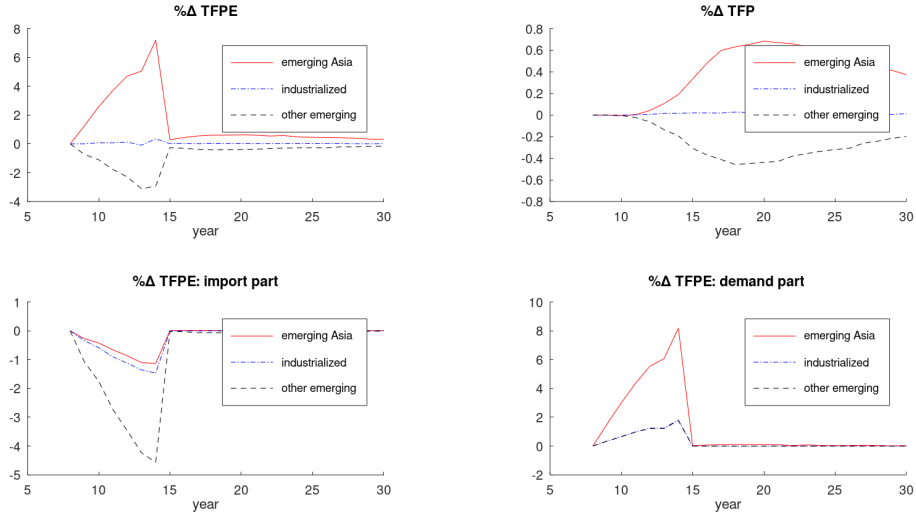 %Δ TFPE
8
6
4
2
0
-2
-4
5
10
15
20
25
30
year
emerging Asia
industrialized
other emerging
%Δ TFP
0.8
0.6
0.4
0.2
0
-0.2
-0.4
-0.6
-0.8
5
10
15
20
25
30
year
emerging Asia
industrialized
other emerging
%Δ TFPE: import part
1
0
-1
-2
-3
-4
-5
5
10
15
20
25
30
year
emerging Asia
industrialized
other emerging
%Δ TFPE: demand part
10
8
6
4
2
0
-2
5
10
15
20
25
30
year
emerging Asia
industrialized
other emerging